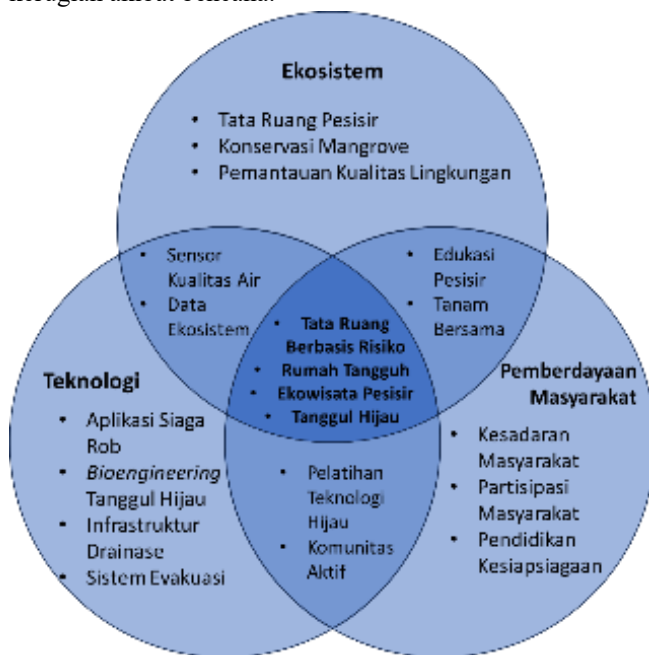 Ekosistem
• Tata Ruang Pesisir
• Konservasi Mangrove
• Pemantauan Kualitas Lingkungan
• Sensor
Kualitas Air
• Data
Ekosistem
• Edukasi
Pesisir
• Tanam
Bersama
• Tata Ruang
Berbasis Risiko
• Rumah Tangguh
• Ekowisata Pesisir
• Tanggul Hijau
Teknologi
• Aplikasi Siaga
Rob
• Bioengineering
Tanggul Hijau
• Infrastruktur
Drainase
• Sistem Evakuasi
Pemberdayaan
Masyarakat
• Kesadaran
Masyarakat
• Partisipasi
Masyarakat
• Pendidikan
Kesiapsiagaan
• Pelatihan
Teknologi
Hijau
• Komunitas
Aktif